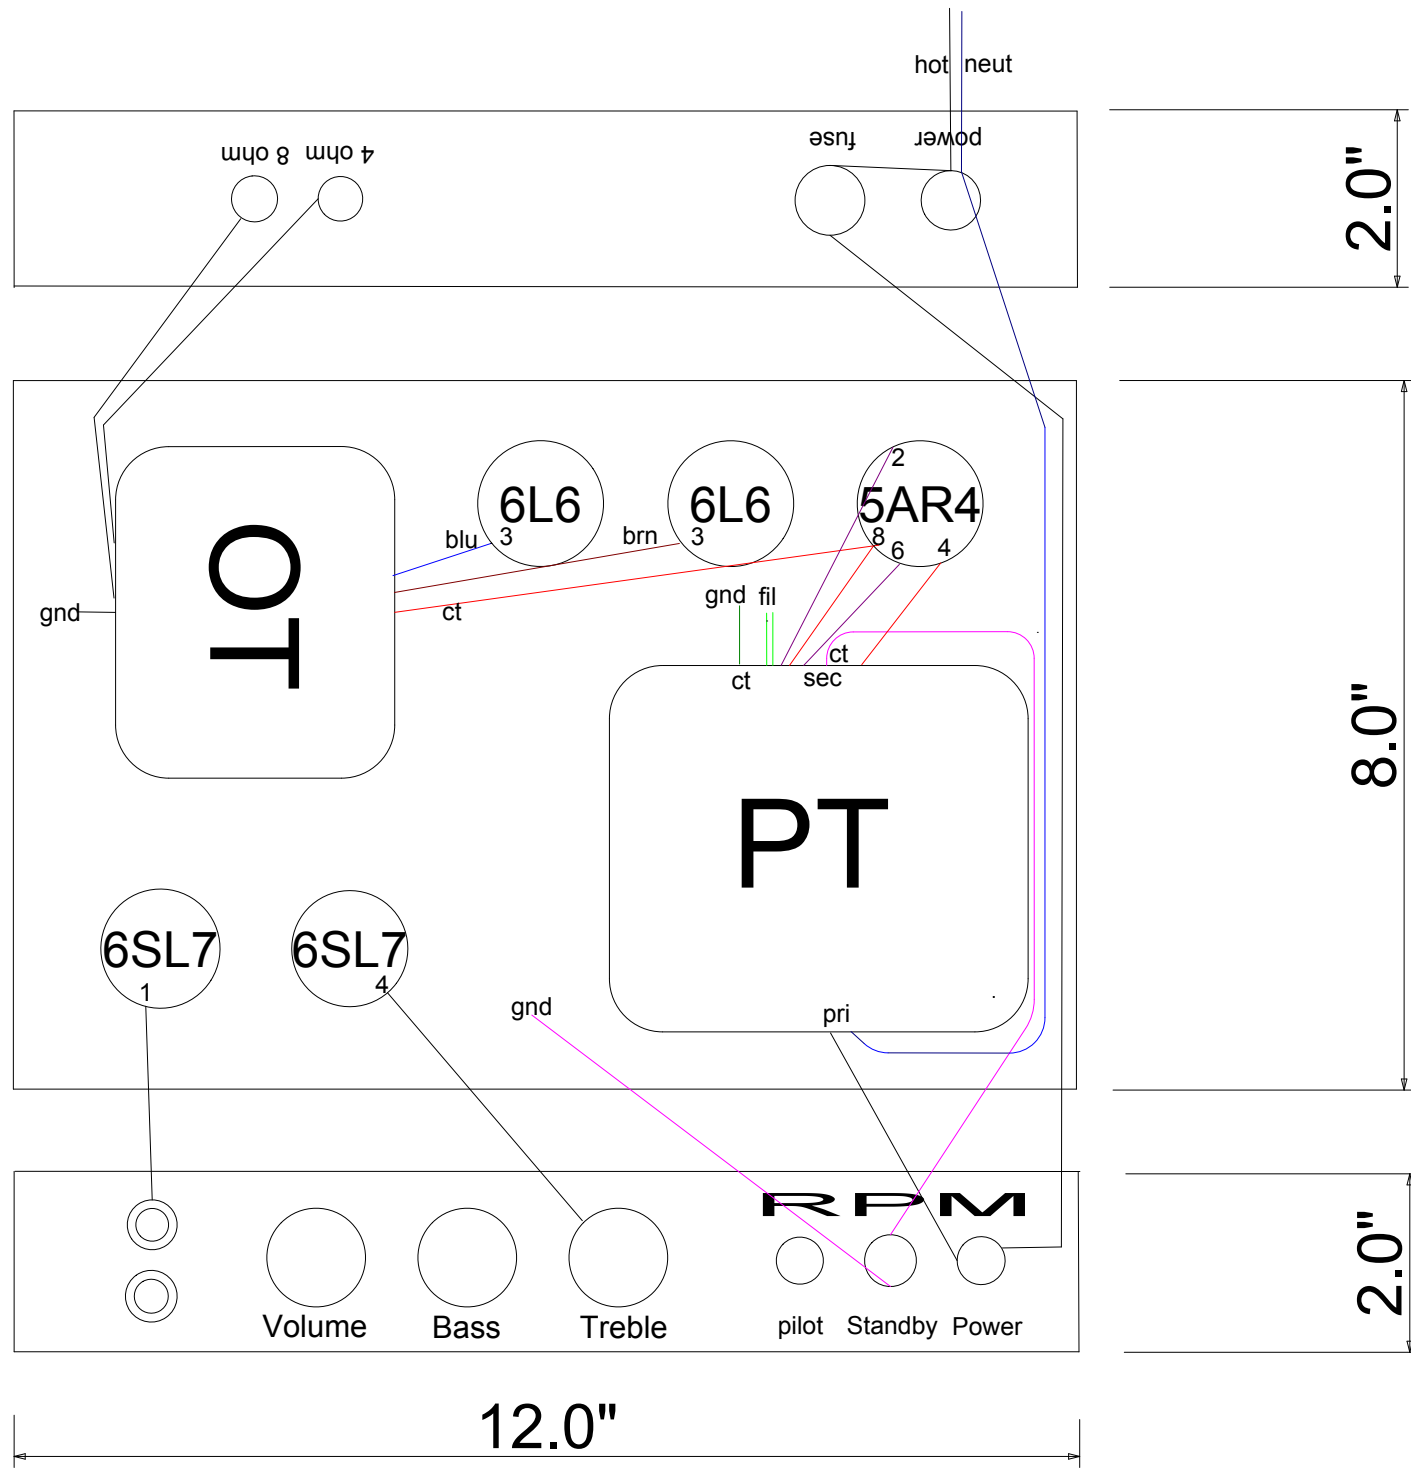 hot neut
fuse power
8 ohm 4 ohm
2.0"
OT
6L6
3
6L6
3
5AR4
2
8
6
4
blu
brn
ct
gnd
gnd fil
ct
sec
ct
PT
pri
8.0"
6SL7
1
6SL7
4
gnd
RPM
Volume Bass Treble pilot Standby Power
2.0"
12.0"